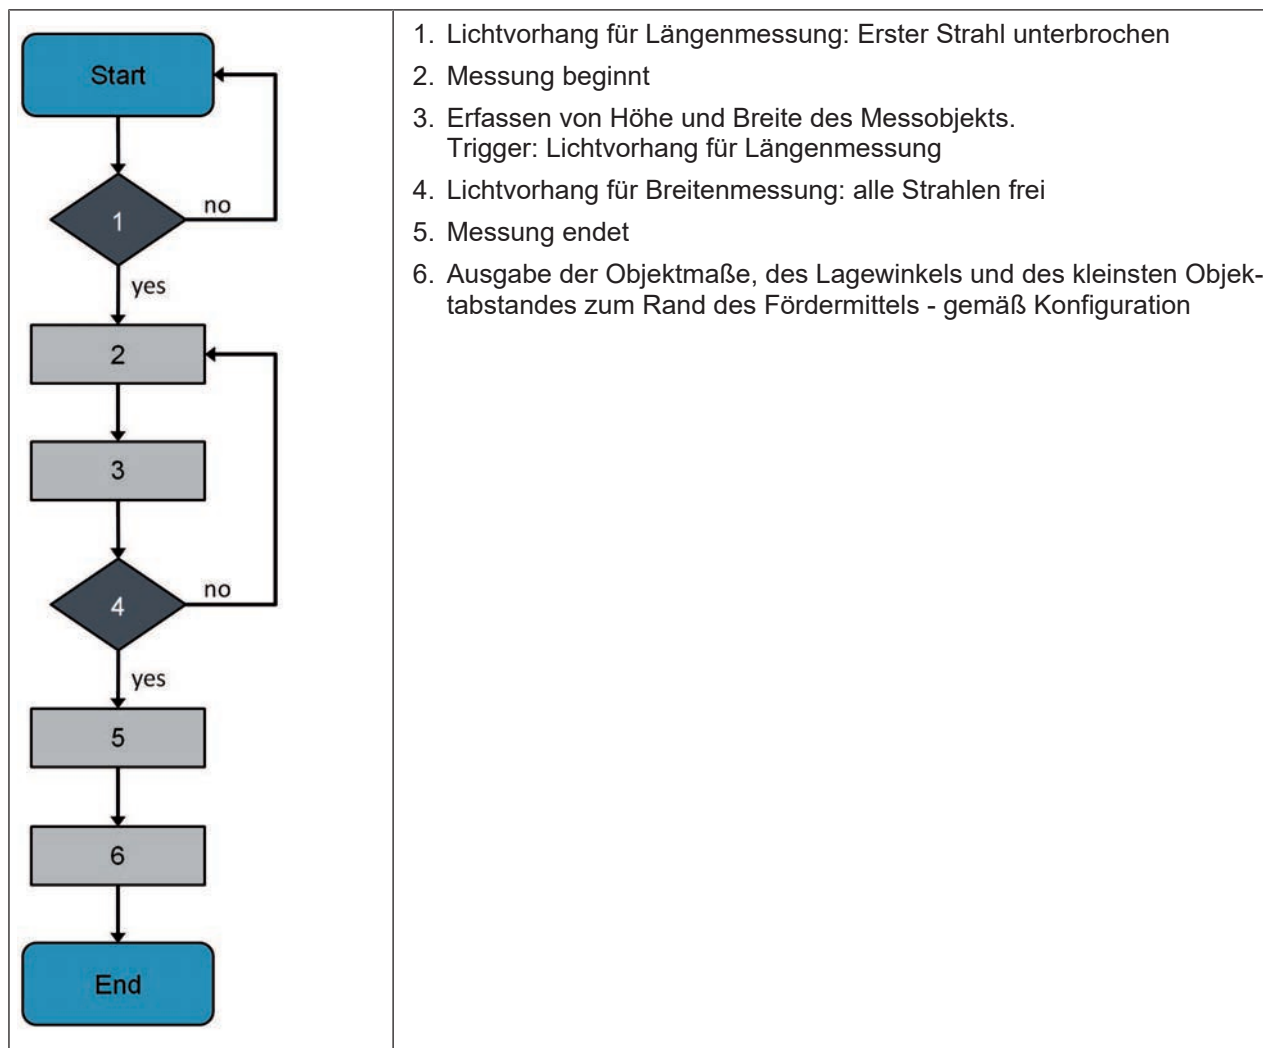 Start
1
no
yes
2
3
4
no
yes
5
6
End
1. Lichtvorhang für Längenmessung: Erster Strahl unterbrochen
2. Messung beginnt
3. Erfassen von Höhe und Breite des Messobjekts.
Trigger: Lichtvorhang für Längenmessung
4. Lichtvorhang für Breitenmessung: alle Strahlen frei
5. Messung endet
6. Ausgabe der Objektmaße, des Lagewinkels und des kleinsten Objek-
tabstandes zum Rand des Fördermittels - gemäß Konfiguration